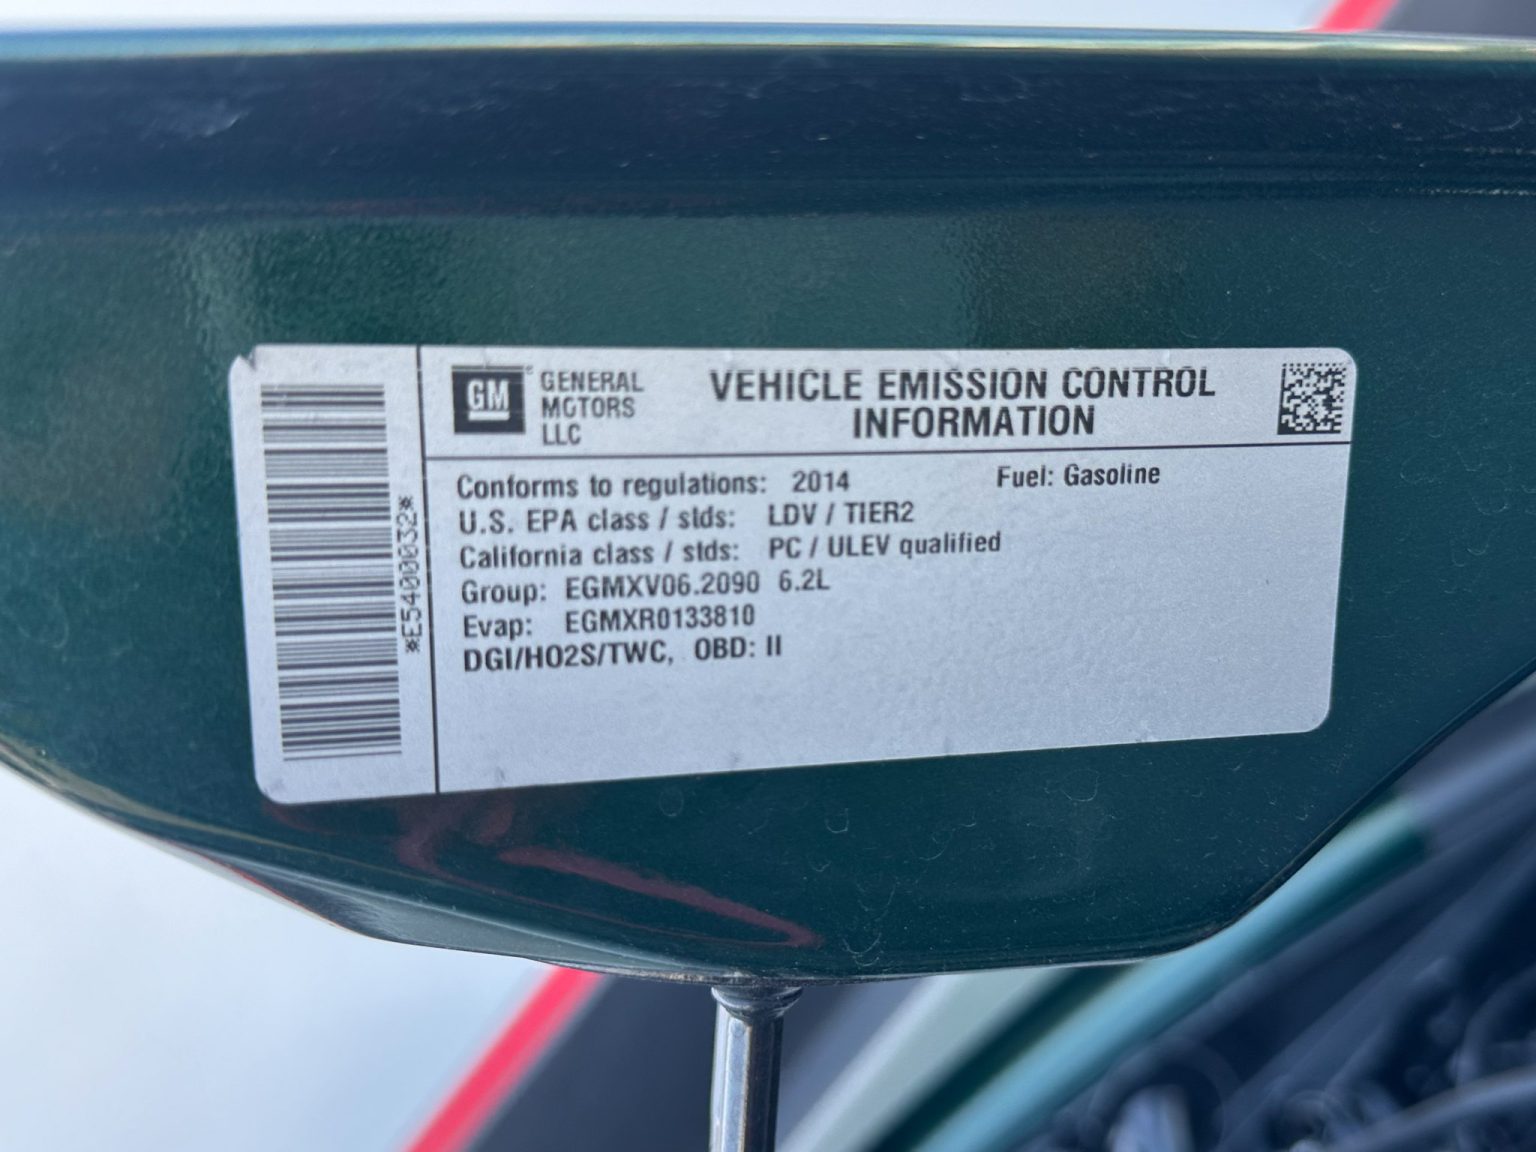 *E5400032*
GM
GENERAL
MOTORS
LLC
VEHICLE EMISSION CONTROL
INFORMATION
Conforms to regulations: 2014 Fuel: Gasoline
U.S. EPA class / stds: LDV / TIER2
California class / stds: PC / ULEV qualified
Group: EGMXV06.2090 6.2L
Evap: EGMXR0133810
DGI/HO2S/TWC, OBD: II